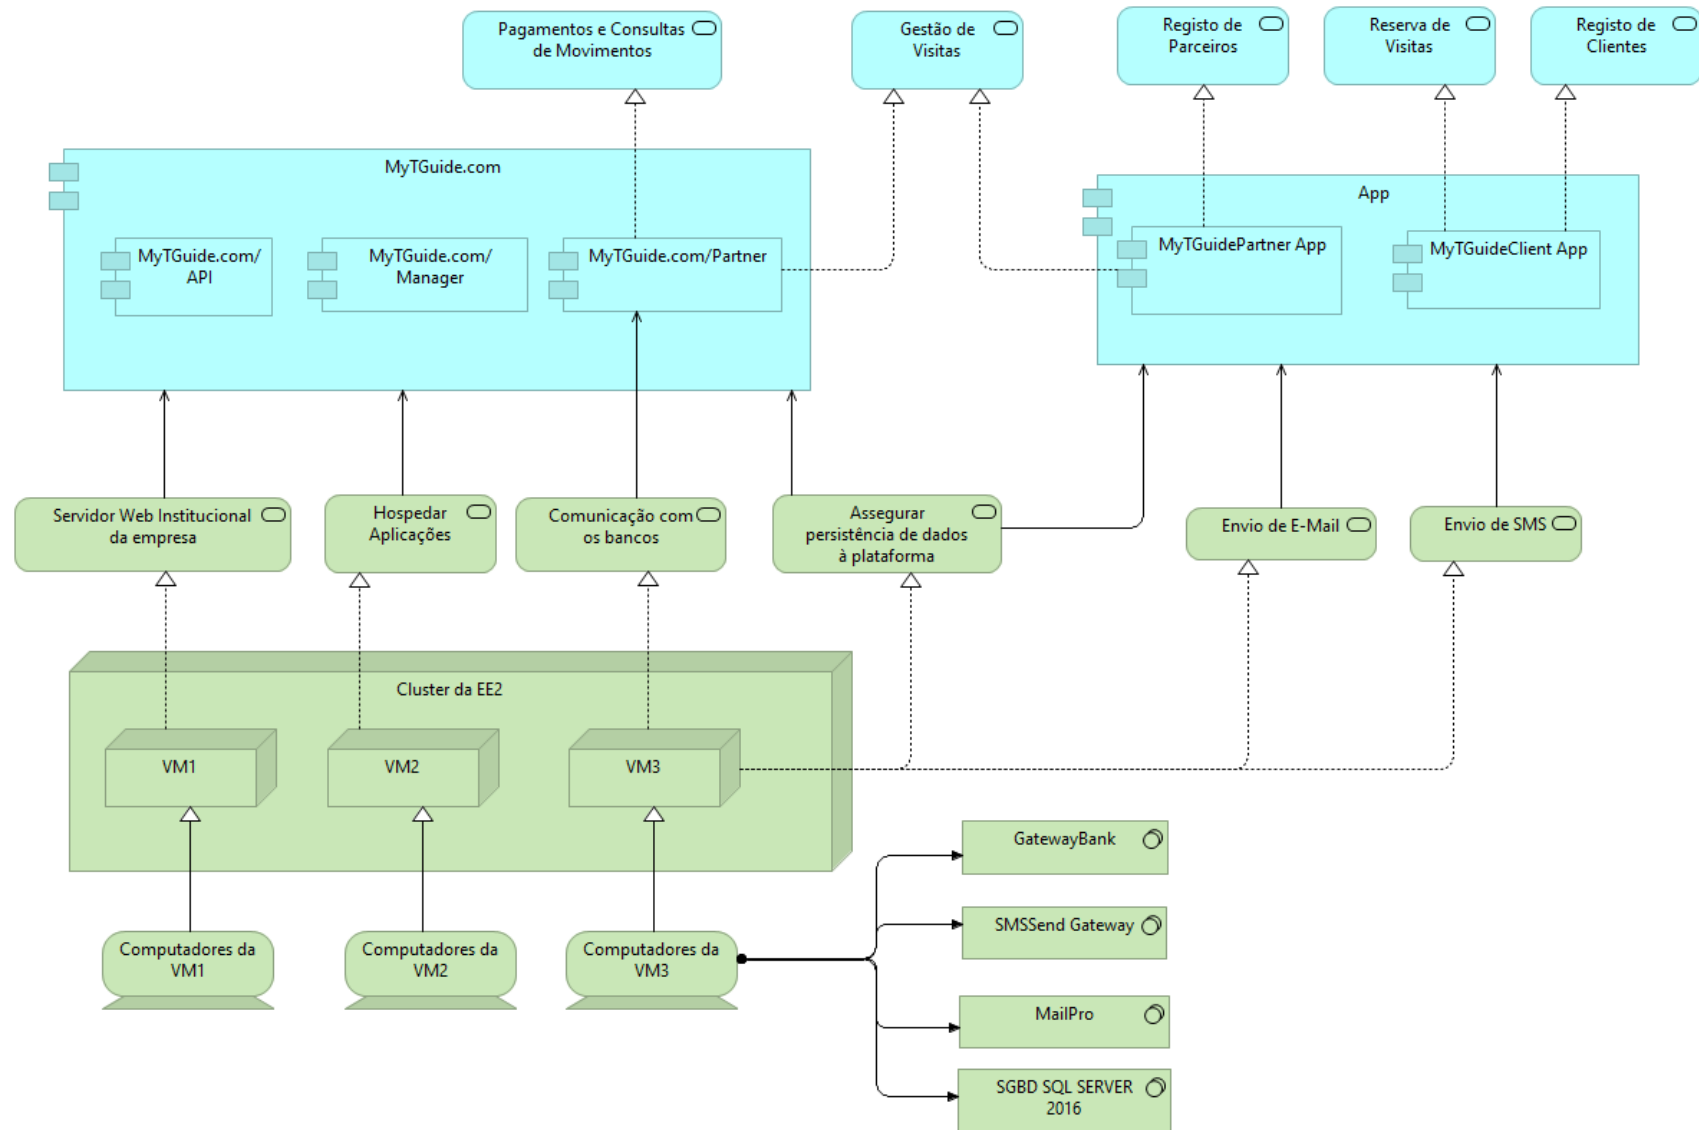 Pagamentos e Consultas
de Movimentos
Gestão de
Visitas
Registo de
Parceiros
Reserva de
Visitas
Registo de
Clientes
MyTGuide.com
App
MyTGuide.com/
API
MyTGuide.com/
Manager
MyTGuide.com/Partner
MyTGuidePartner App
MyTGuideClient App
Servidor Web Institucional
da empresa
Hospedar
Aplicações
Comunicação com
os bancos
Assegurar
persistência de dados
à plataforma
Envio de E-Mail
Envio de SMS
Cluster da EE2
VM1
VM2
VM3
Computadores da
VM1
Computadores da
VM2
Computadores da
VM3
GatewayBank
SMSSend Gateway
MailPro
SGBD SQL SERVER
2016